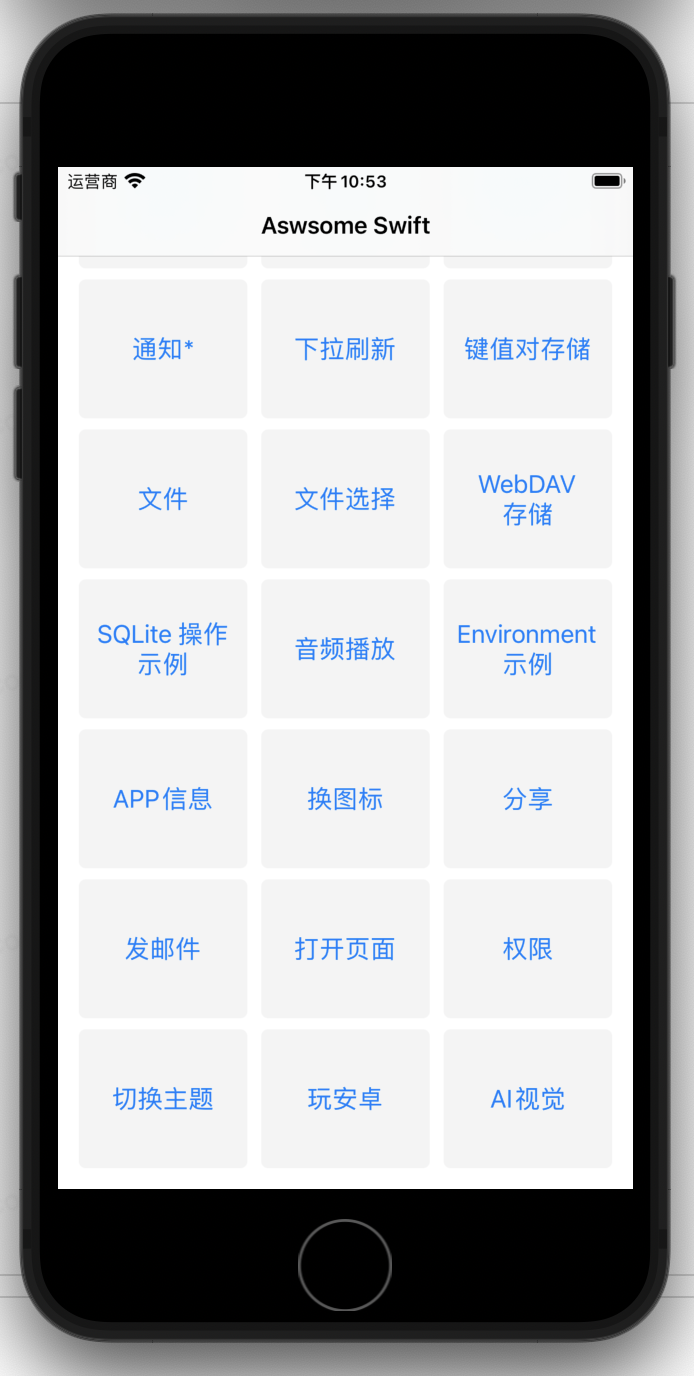 运营商
下午10:53
Aswsome Swift
通知*
下拉刷新
键值对存储
文件
文件选择
WebDAV
存储
SQLite 操作
示例
音频播放
Environment
示例
APP信息
换图标
分享
发邮件
打开页面
权限
切换主题
玩安卓
AI视觉